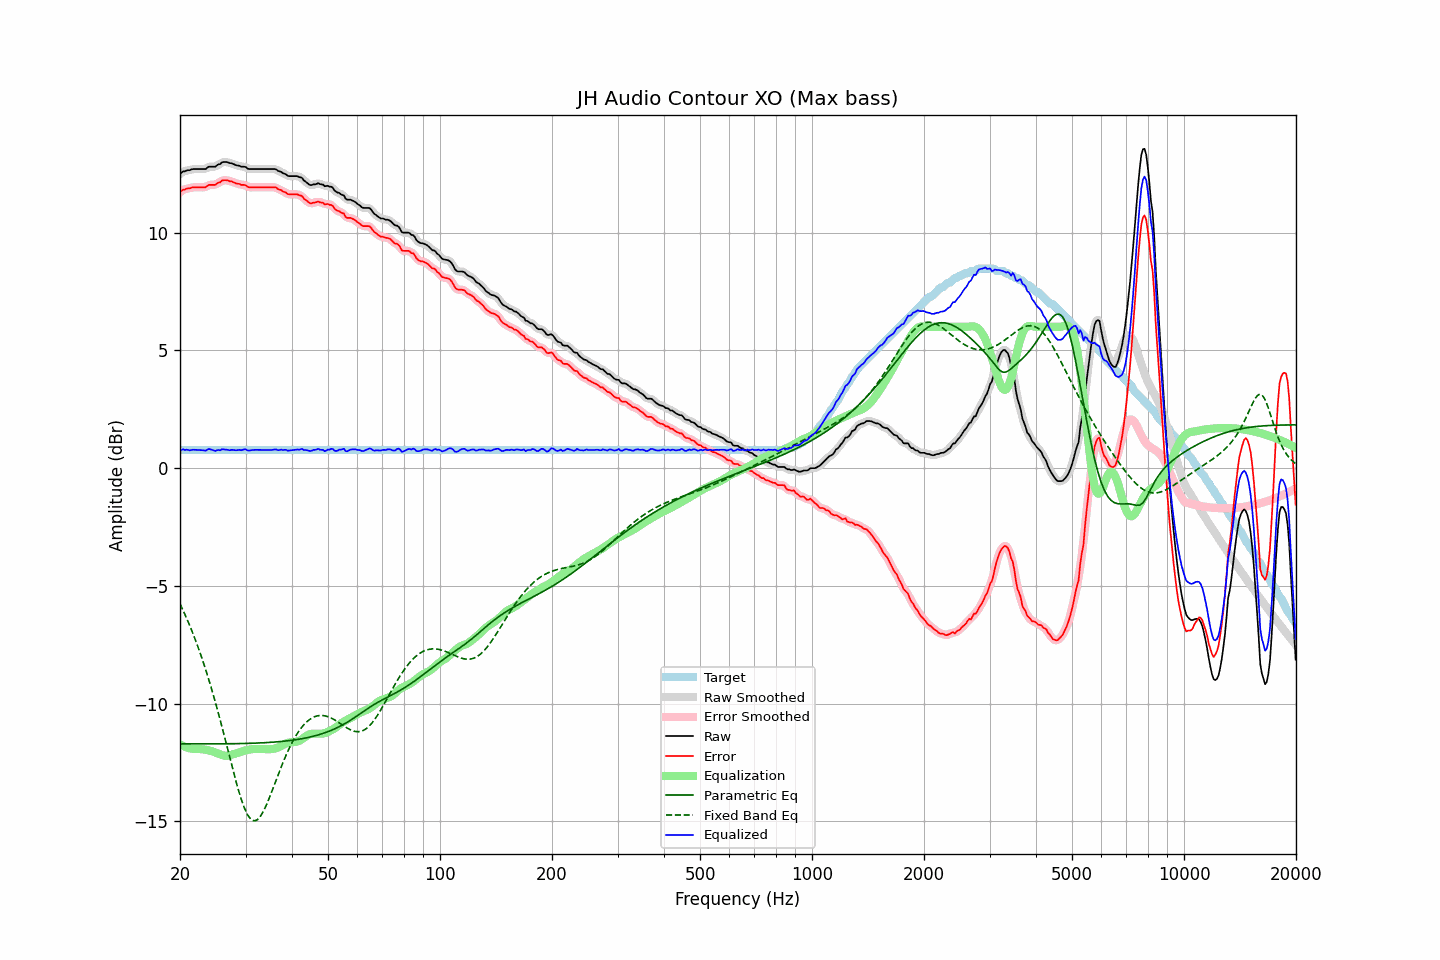 JH Audio Contour XO (Max bass)
Amplitude (dBr)
10
5
0
−5
−10
−15
Target
Raw Smoothed
Error Smoothed
Raw
Error
Equalization
Parametric Eq
Fixed Band Eq
Equalized
20 50 100 200 500 1000 2000 5000 10000 20000
Frequency (Hz)